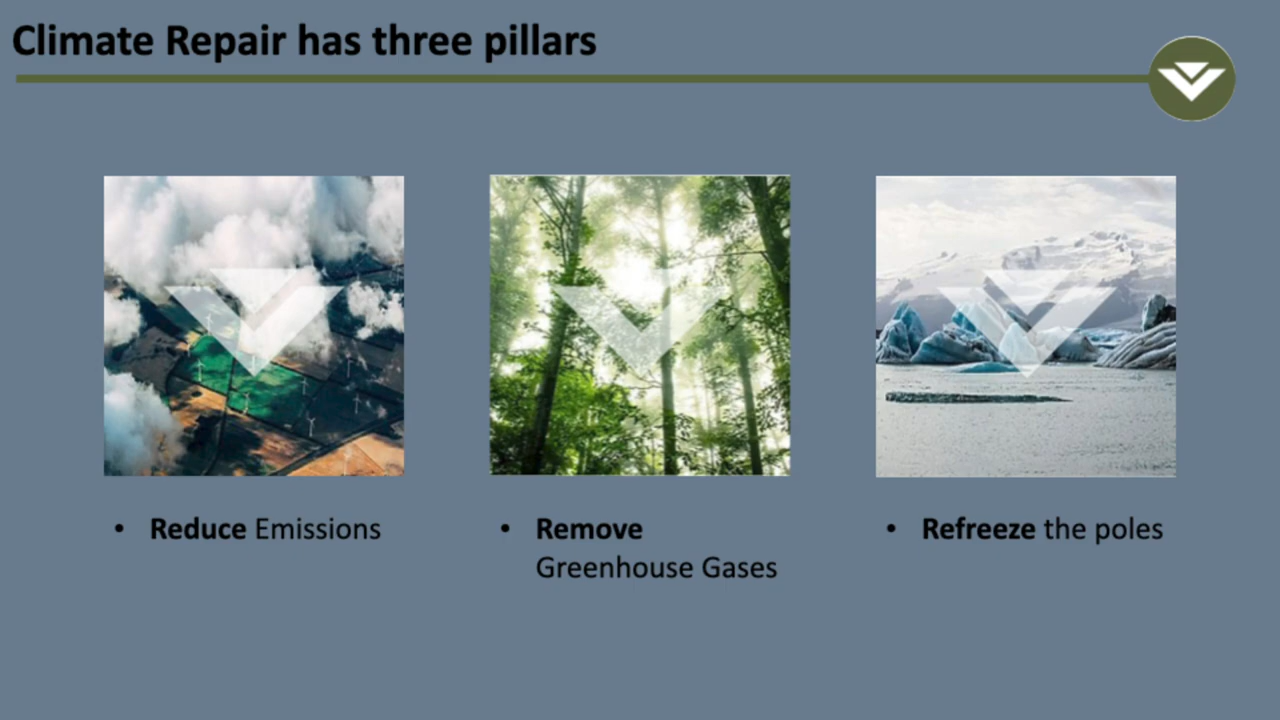 Climate Repair has three pillars
• Reduce Emissions
• Remove
Greenhouse Gases
• Refreeze the poles